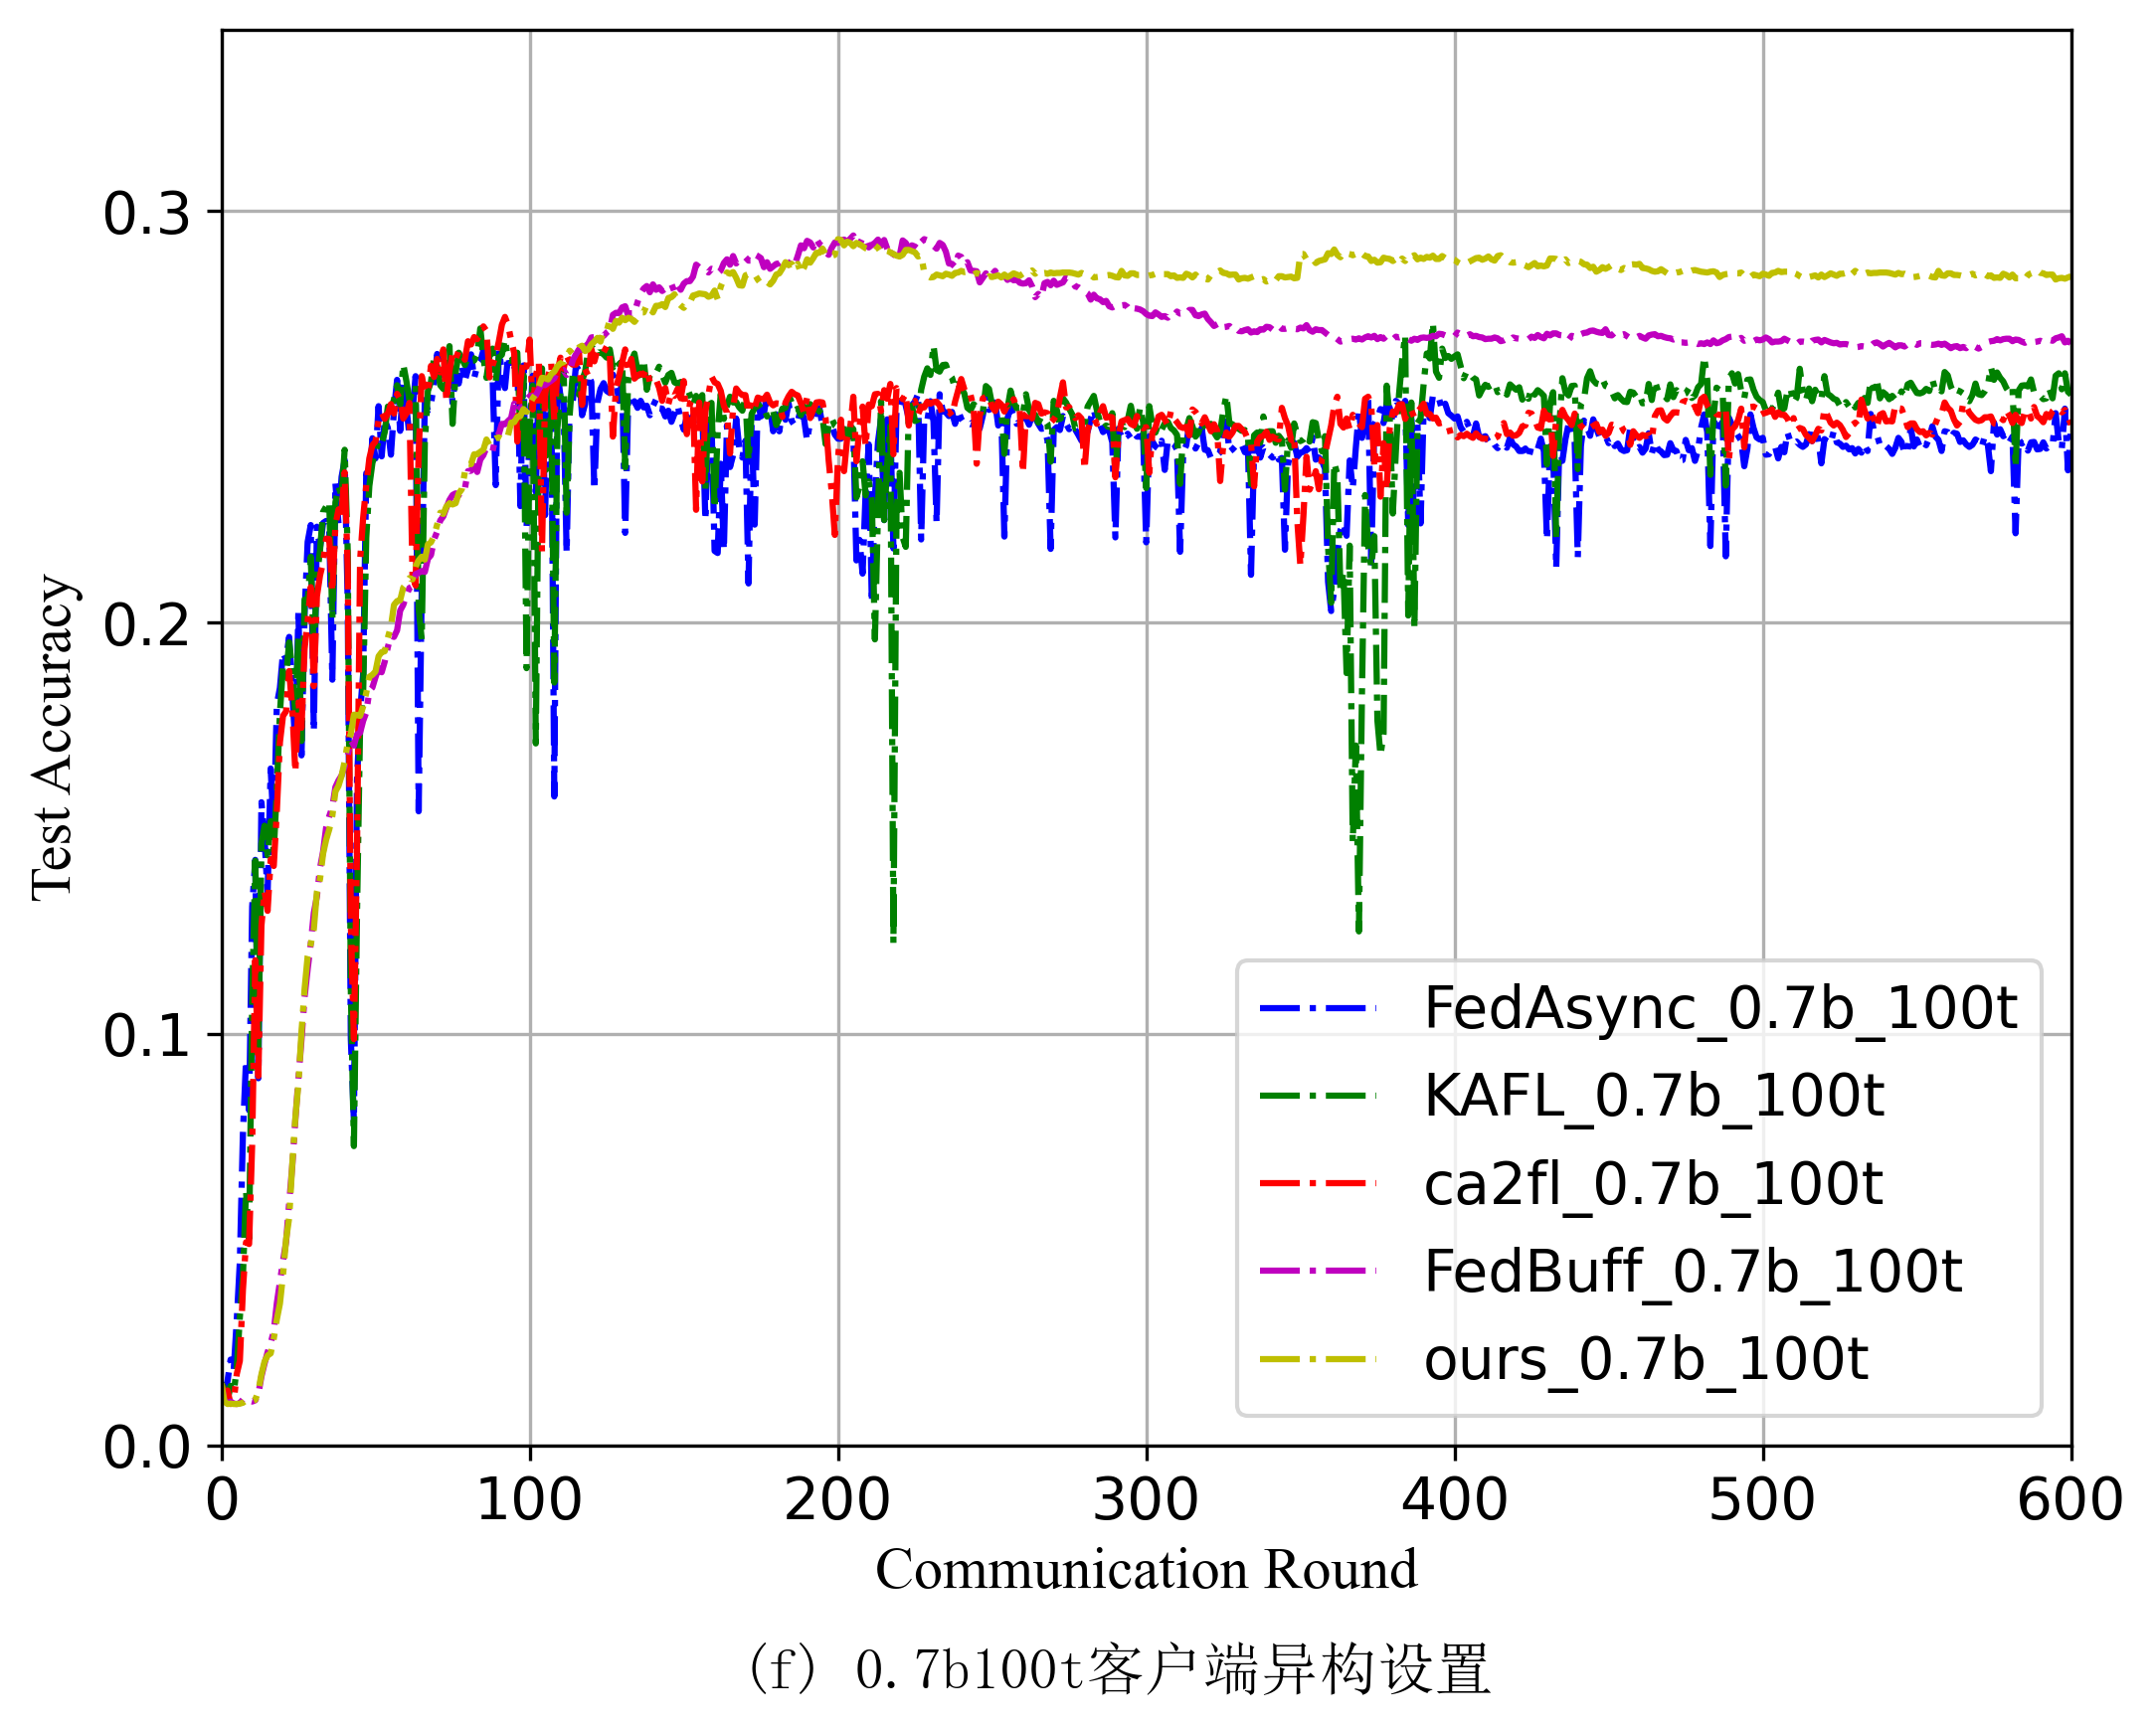 0.3
0.2
0.1
0.0
Test Accuracy
FedAsync_0.7b_100t
KAFL_0.7b_100t
ca2fl_0.7b_100t
FedBuff_0.7b_100t
ours_0.7b_100t
0 100 200 300 400 500 600
Communication Round
(f) 0.7b100t客户端异构设置